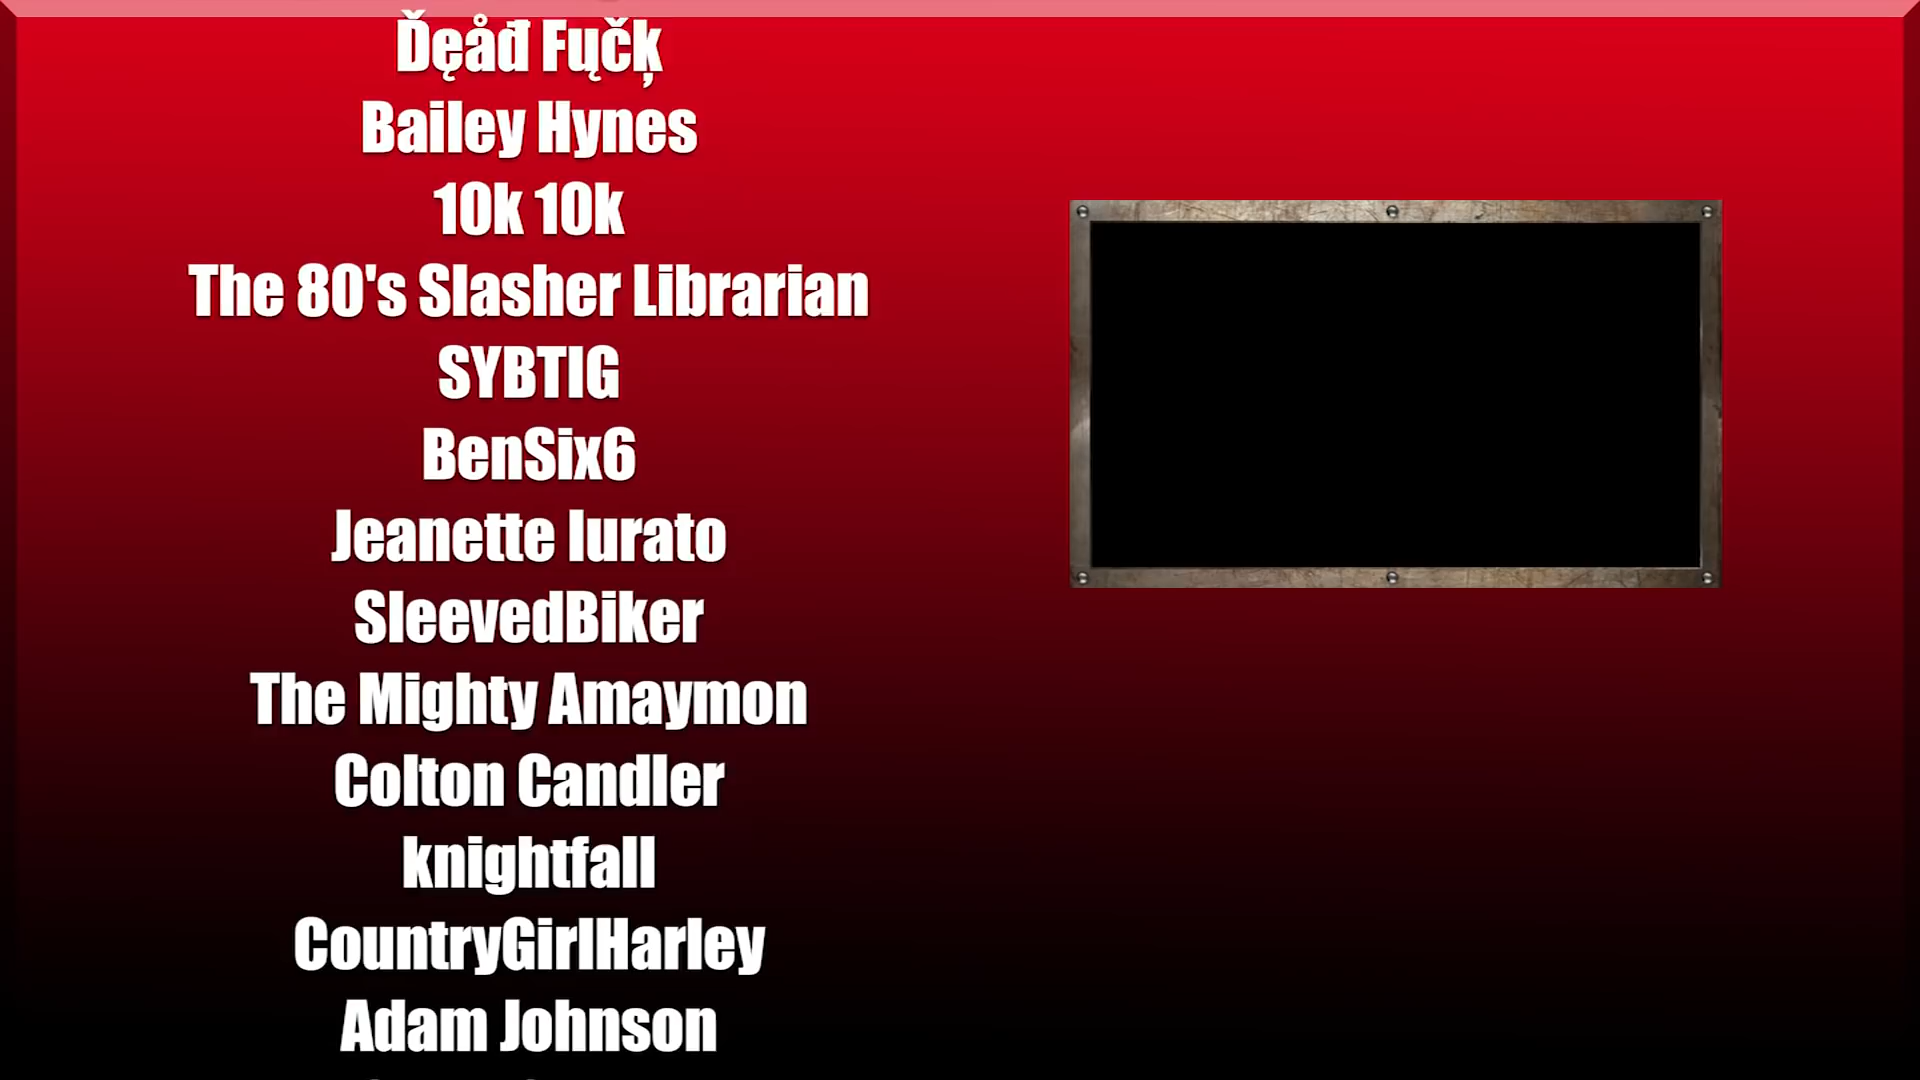 Ďęåđ Fųčķ
Bailey Hynes
10k 10k
The 80's Slasher Librarian
SYBTIG
BenSix6
Jeanette Iurato
SleevedBiker
The Mighty Amaymon
Colton Candler
knightfall
CountryGirlHarley
Adam Johnson